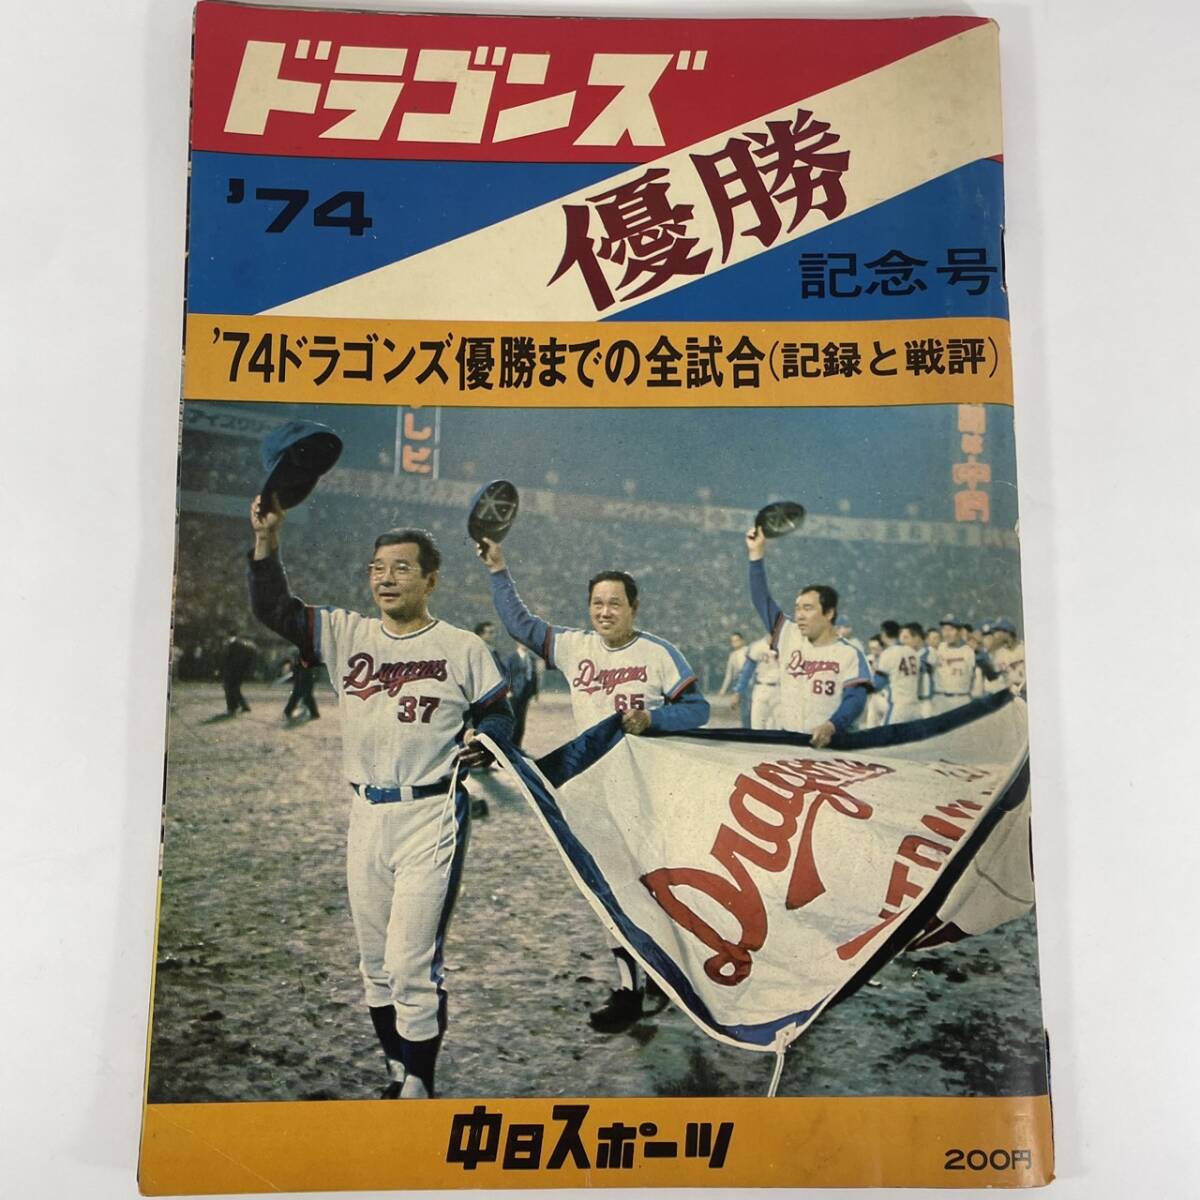 ドラゴンズ
'74
優勝
記念号
'74ドラゴンズ優勝までの全試合(記録と戦評)
レビ
Dragons
37
Dragons
65
Dragons
63
46
Dragons
中日スポーツ
200円